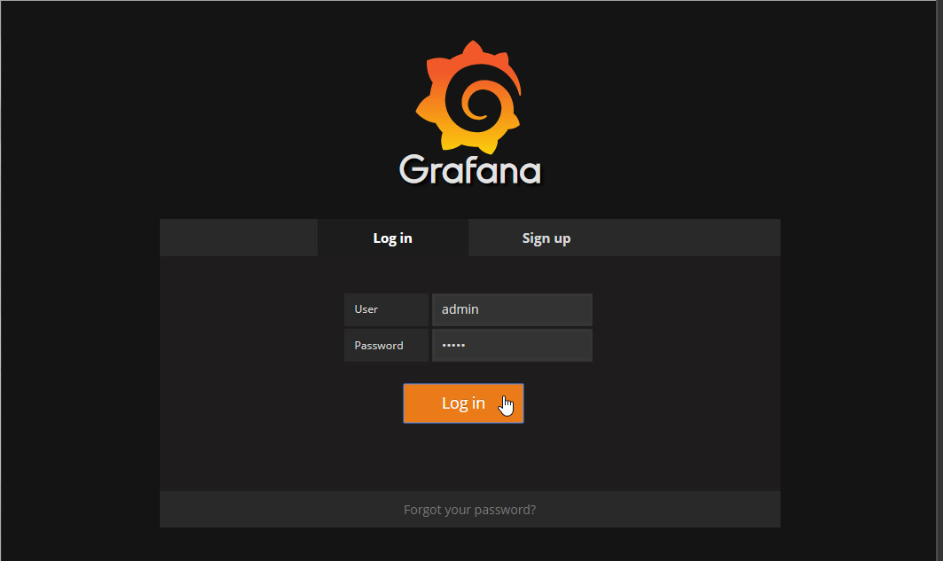 Grafana
Log in
Sign up
User
admin
Password
•••••
Log in
Forgot your password?